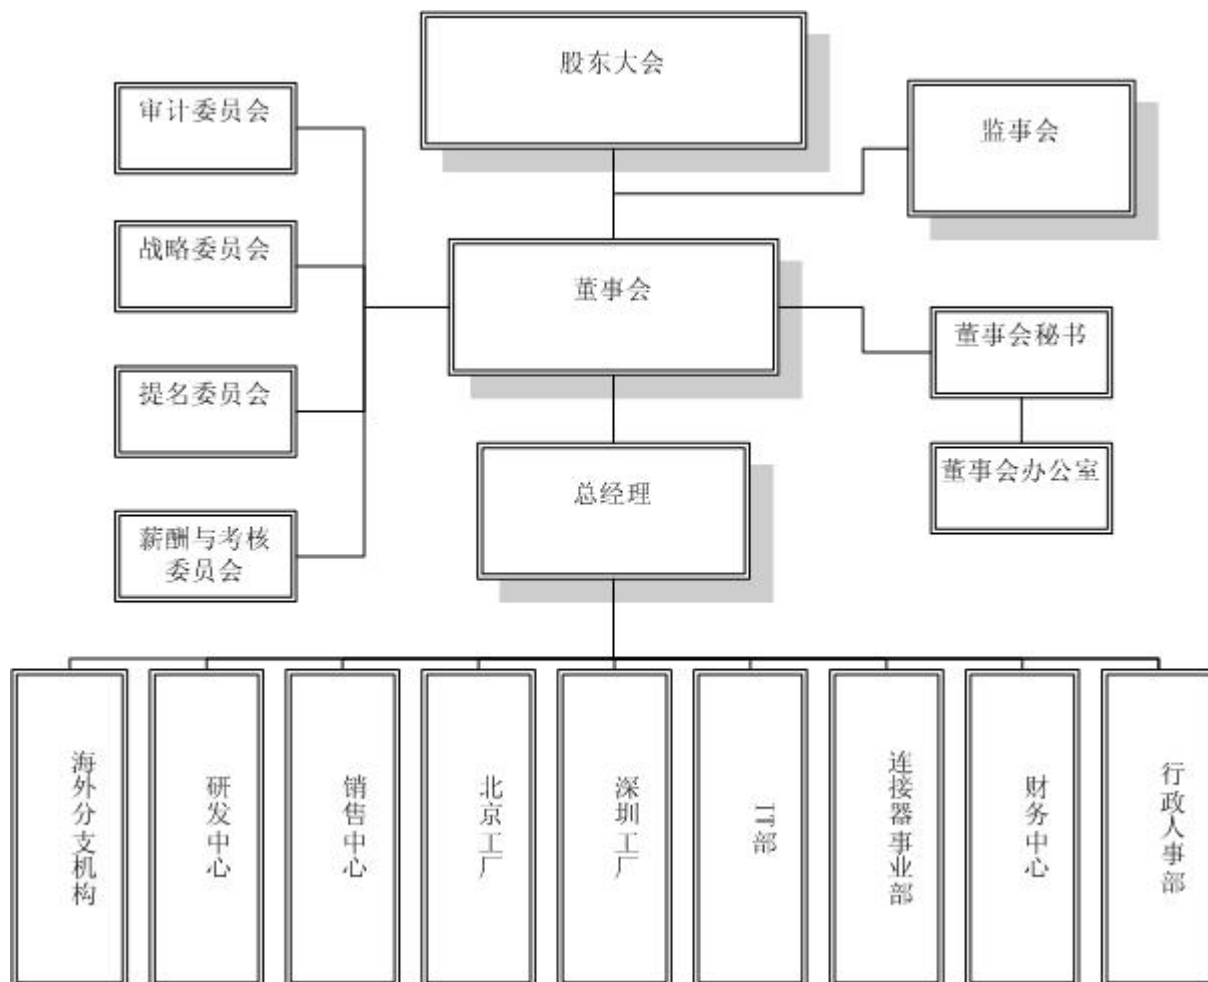 股东大会
审计委员会
监事会
战略委员会
董事会
董事会秘书
提名委员会
董事会办公室
总经理
薪酬与考核
委员会
海外分支机构
研发中心
销售中心
北京工厂
深圳工厂
IT部
连接器事业部
财务中心
行政人事部